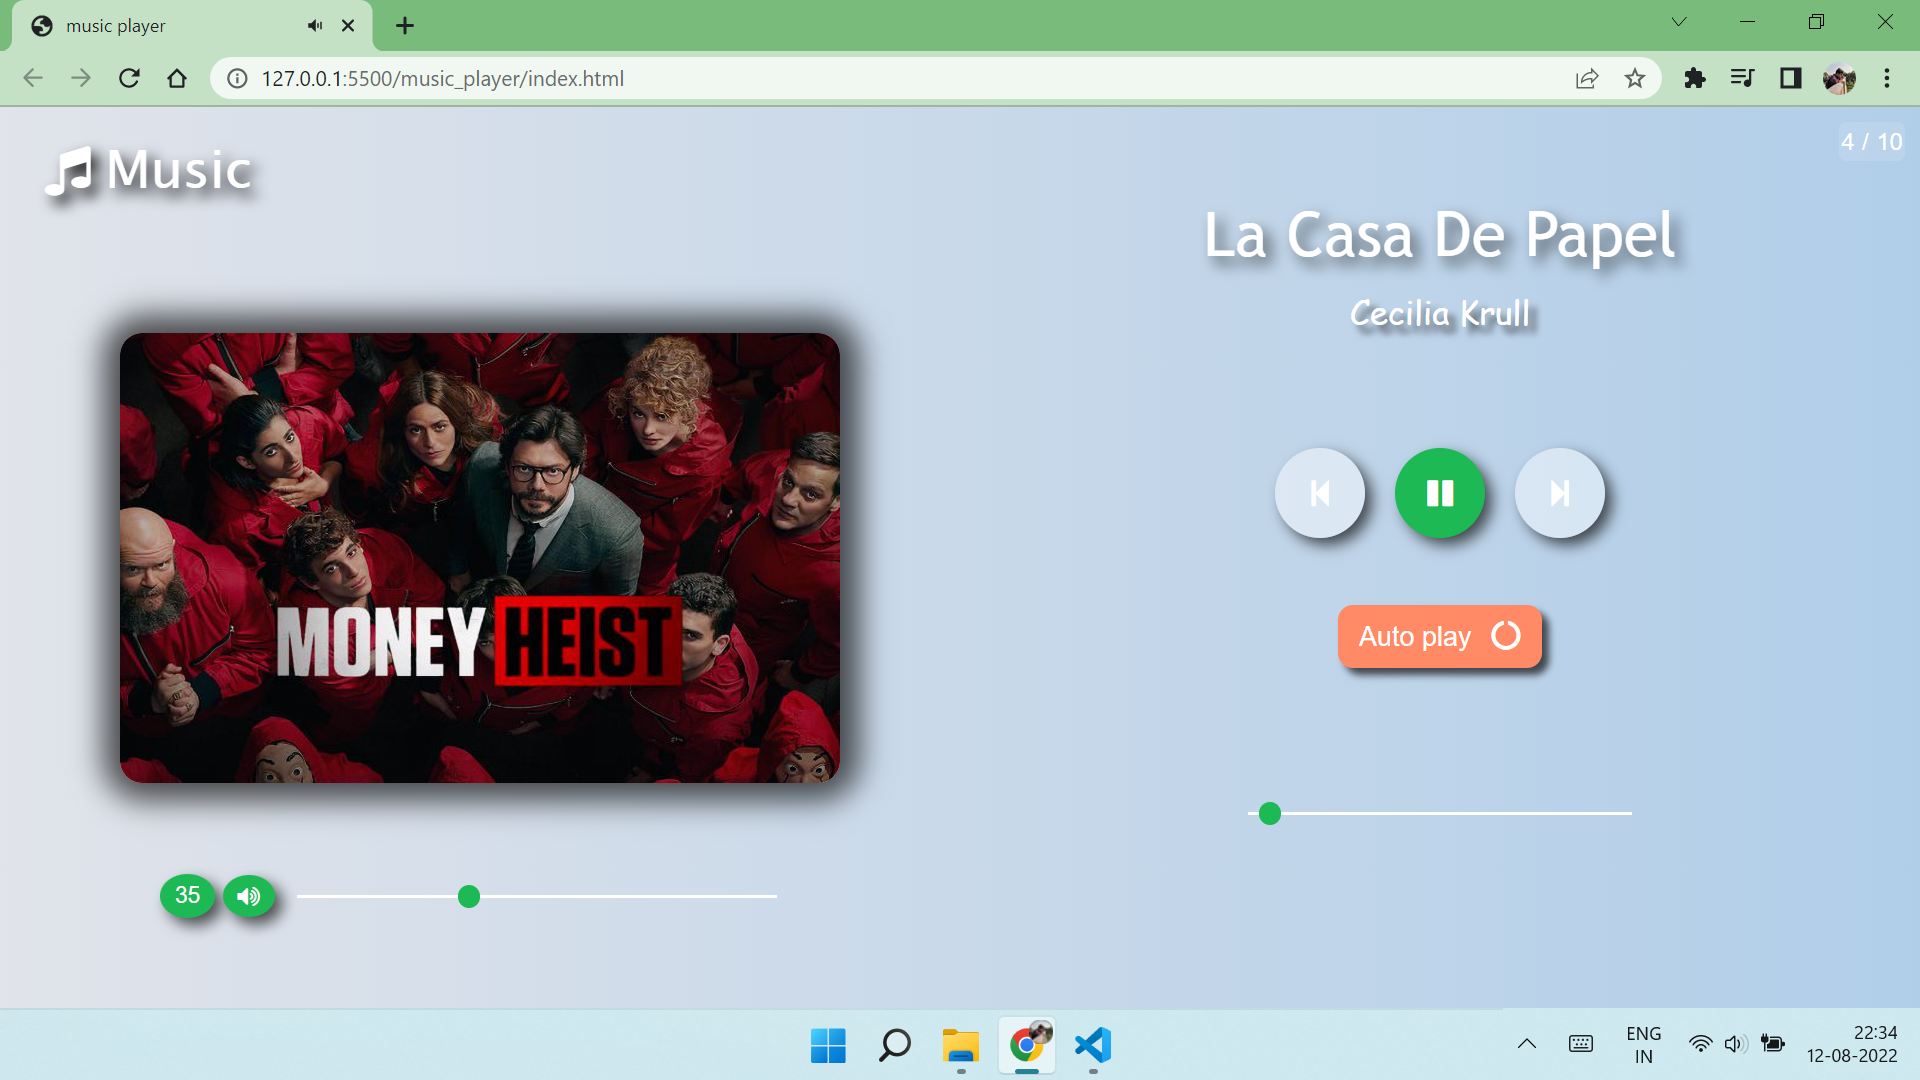 music player
127.0.0.1:5500/music_player/index.html
Music
4 / 10
La Casa De Papel
Cecilia Krull
MONEY HEIST
Auto play
35
ENG
IN
22:34
12-08-2022